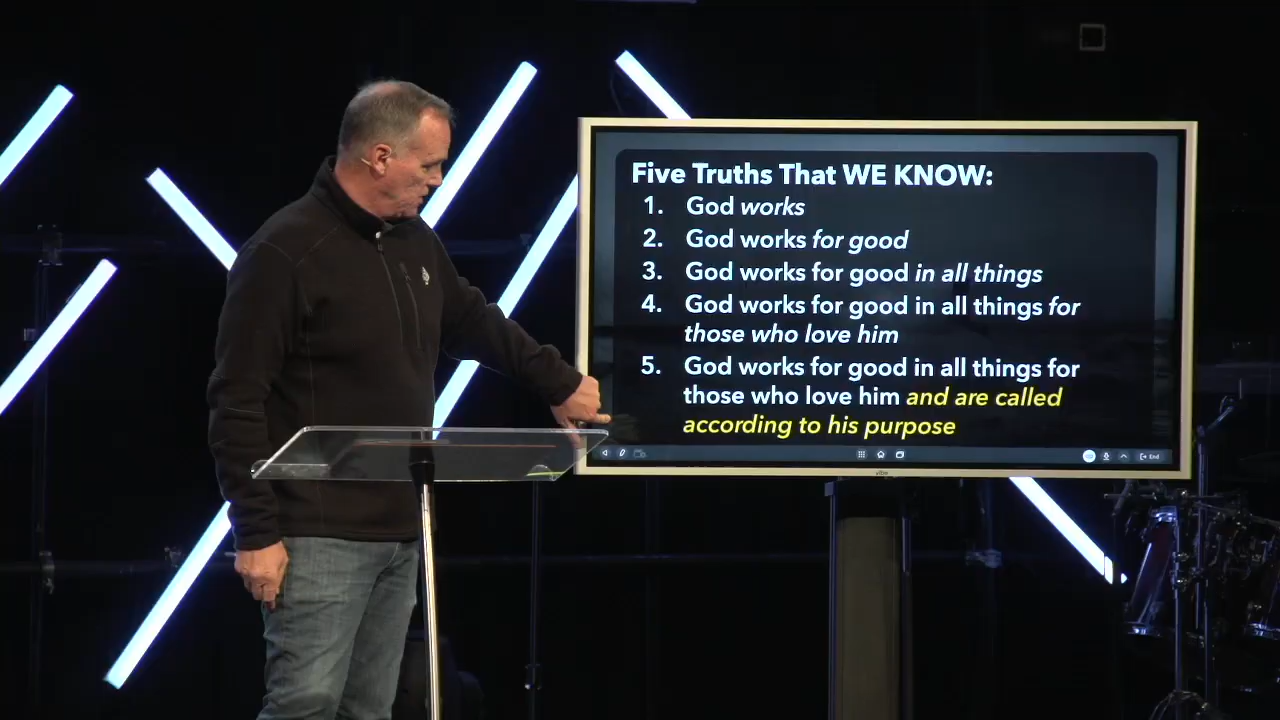 Five Truths That WE KNOW:
1. God works
2. God works for good
3. God works for good in all things
4. God works for good in all things for
those who love him
5. God works for good in all things for
those who love him and are called
according to his purpose
End
vibe